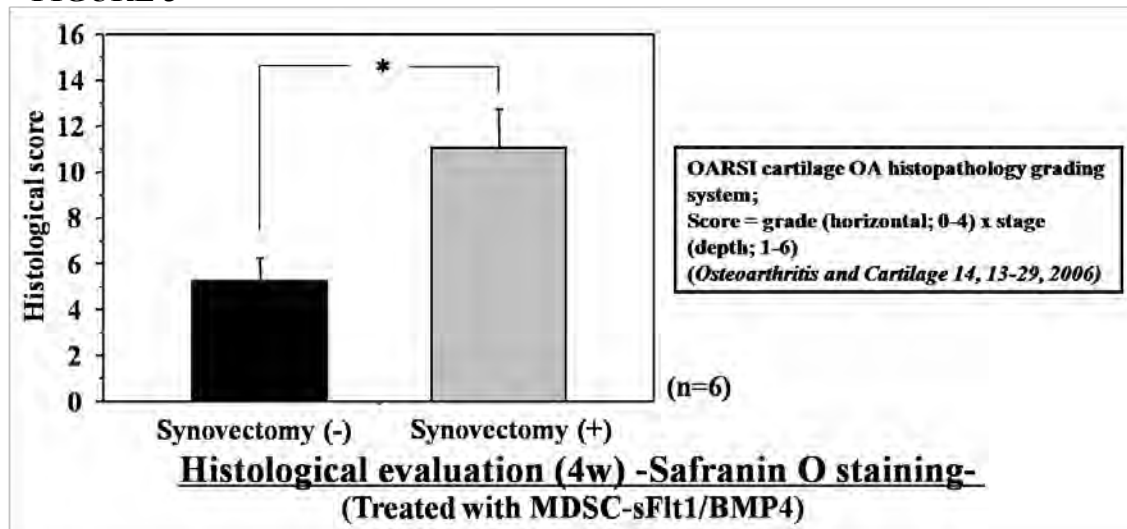 16
14
12
10
8
6
4
2
0
Histological score
*
Synovectomy (-) Synovectomy (+)
(n=6)
OARSI cartilage OA histopathology grading
system;
Score = grade (horizontal; 0-4) x stage
(depth; 1-6)
(Osteoarthritis and Cartilage 14, 13-29, 2006)
Histological evaluation (4w) -Safranin O staining-
(Treated with MDSC-sFlt1/BMP4)